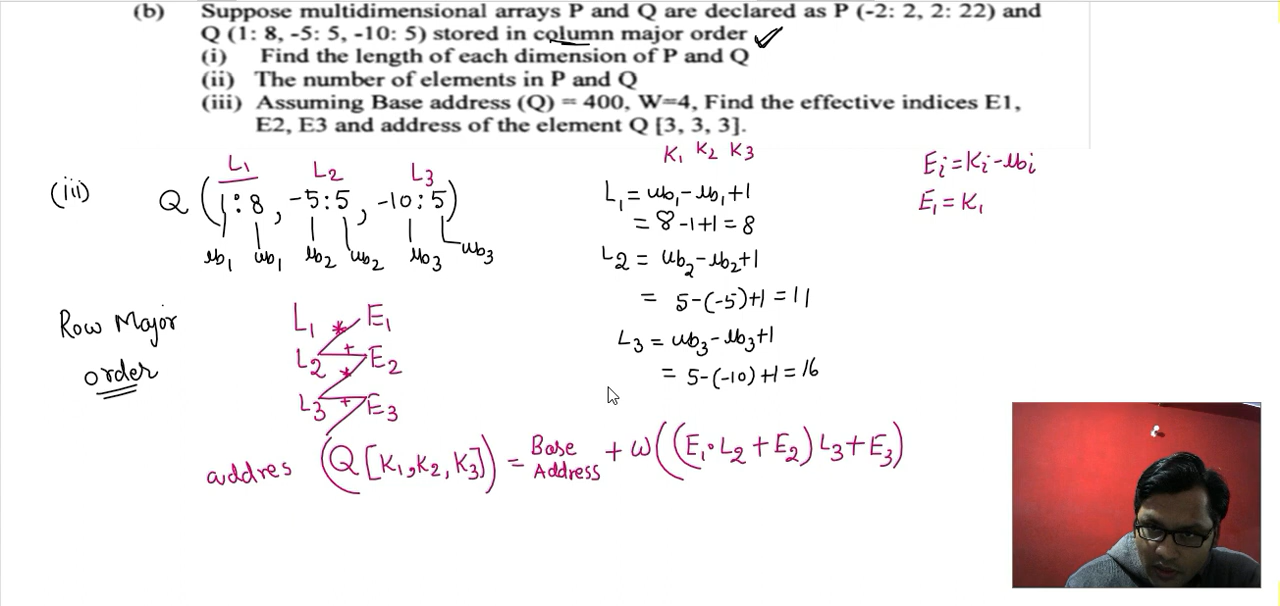 (b) Suppose multidimensional arrays P and Q are declared as P (-2: 2, 2: 22) and
Q (1: 8, -5: 5, -10: 5) stored in column major order ✓
(i) Find the length of each dimension of P and Q
(ii) The number of elements in P and Q
(iii) Assuming Base address (Q) = 400, W=4, Find the effective indices E1,
E2, E3 and address of the element Q [3, 3, 3].
K₁ K₂ K₃
(iii) Q (1:8, -5:5, -10:5)
L₁ L₂ L₃
lb₁ ub₁ lb₂ ub₂ lb₃ ub₃
L₁ = ub₁-lb₁+1
= 8-1+1 = 8
L2 = ub₂-lb₂+1
= 5-(-5)+1 = 11
L3 = ub₃-lb₃+1
= 5-(-10)+1 = 16
Ei = Ki-lbi
E₁ = K₁
Row Major
order
L₁ * E₁
L2 + * E2
L3 + E3
addres (Q[K₁,K₂,K₃]) = Base Address + W((E₁·L₂+E₂)L₃+E₃)